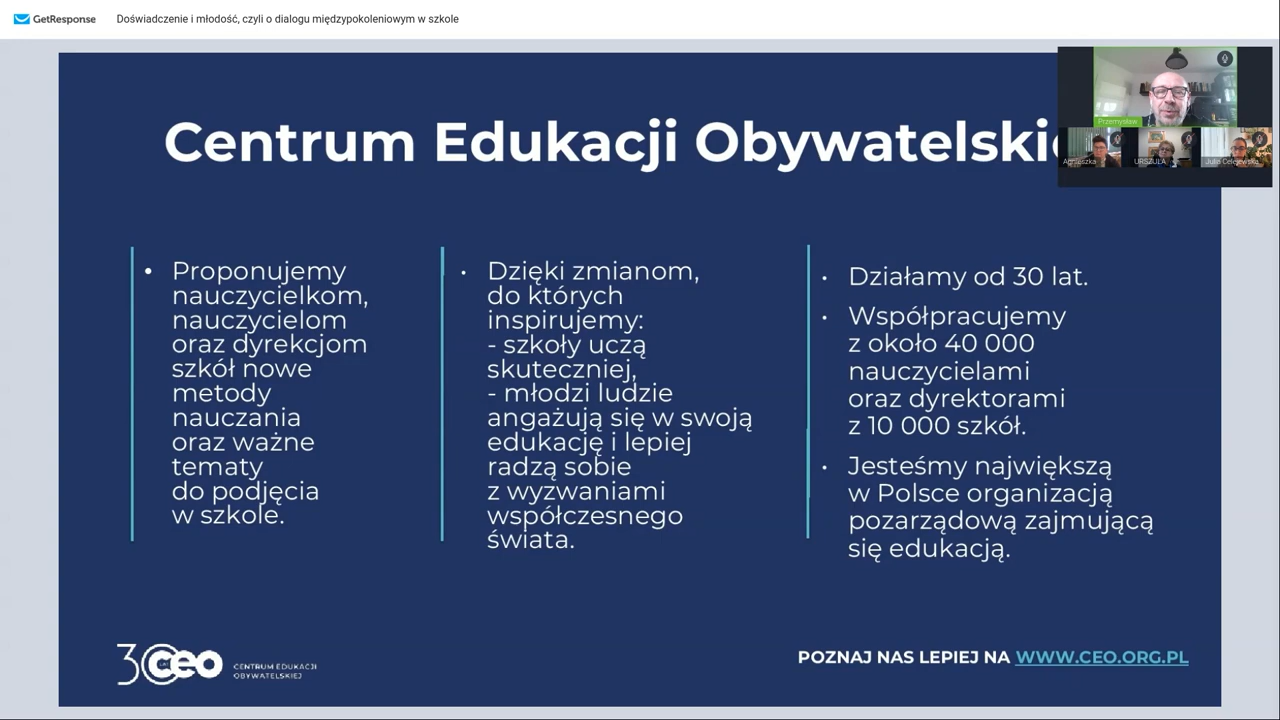 GetResponse
Doświadczenie i młodość, czyli o dialogu międzypokoleniowym w szkole
Centrum Edukacji Obywatelskie
Przemysław
Agnieszka
URSZULA
Julia Celejewska
• Proponujemy
nauczycielkom,
nauczycielom
oraz dyrekcjom
szkół nowe
metody
nauczania
oraz ważne
tematy
do podjęcia
w szkole.
• Dzięki zmianom,
do których
inspirujemy:
- szkoły uczą
skuteczniej,
- młodzi ludzie
angażują się w swoją
edukację i lepiej
radzą sobie
z wyzwaniami
współczesnego
świata.
• Działamy od 30 lat.
• Współpracujemy
z około 40 000
nauczycielami
oraz dyrektorami
z 10 000 szkół.
• Jesteśmy największą
w Polsce organizacją
pozarządową zajmującą
się edukacją.
30 ceo
CENTRUM EDUKACJI
OBYWATELSKIEJ
POZNAJ NAS LEPIEJ NA WWW.CEO.ORG.PL